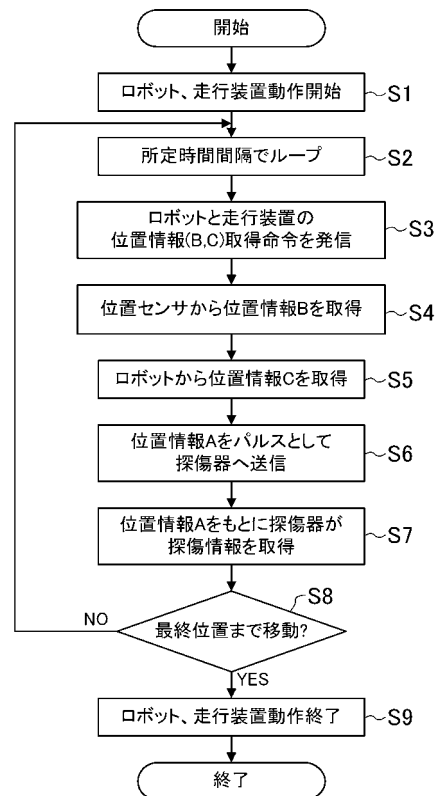 開始
ロボット、走行装置動作開始
S1
所定時間間隔でループ
S2
ロボットと走行装置の
位置情報(B,C)取得命令を発信
S3
位置センサから位置情報Bを取得
S4
ロボットから位置情報Cを取得
S5
位置情報Aをパルスとして
探傷器へ送信
S6
位置情報Aをもとに探傷器が
探傷情報を取得
S7
S8
最終位置まで移動?
NO
YES
ロボット、走行装置動作終了
S9
終了